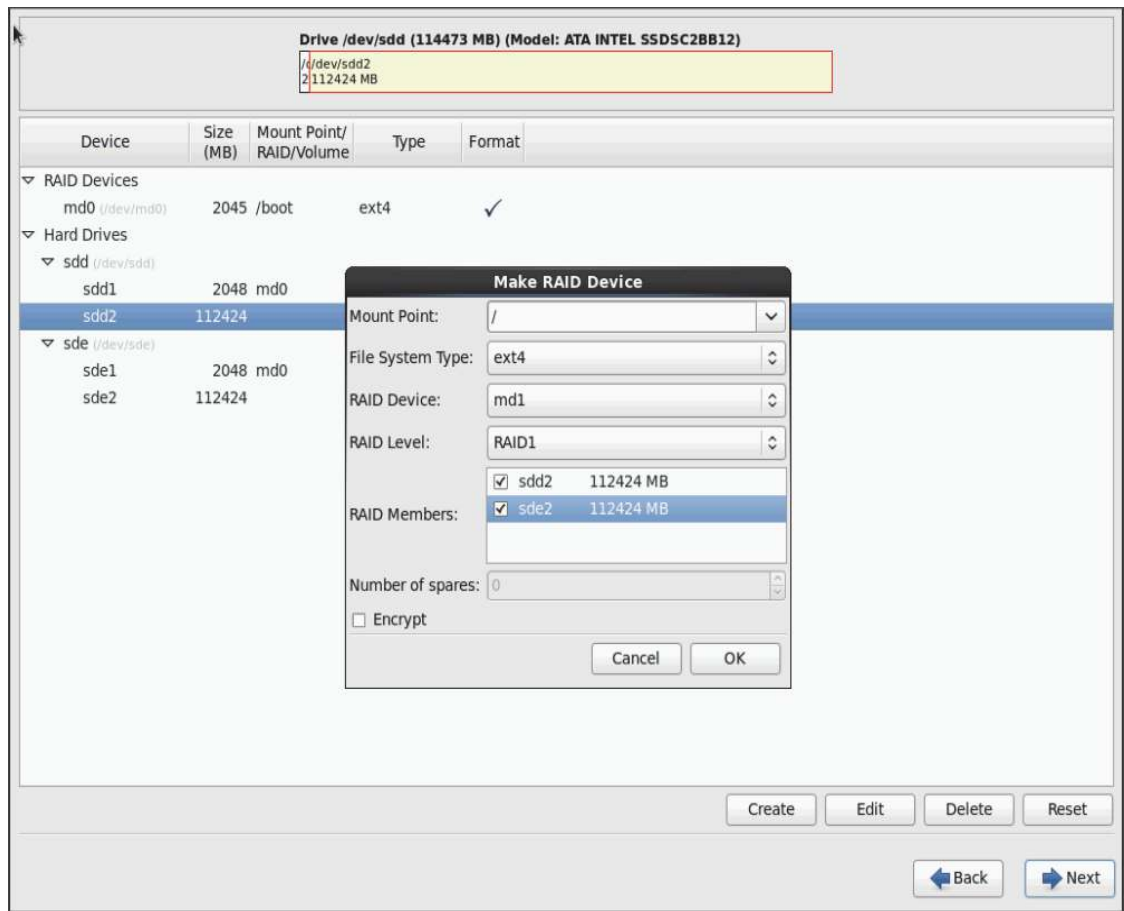 Drive /dev/sdd (114473 MB) (Model: ATA INTEL SSDSC2BB12)
/dev/sdd2
2 112424 MB
Device Size (MB) Mount Point/ RAID/Volume Type Format
RAID Devices
md0 (/dev/md0) 2045 /boot ext4
Hard Drives
sdd (/dev/sdd)
sdd1 2048 md0
sdd2 112424
sde (/dev/sde)
sde1 2048 md0
sde2 112424
Make RAID Device
Mount Point: /
File System Type: ext4
RAID Device: md1
RAID Level: RAID1
RAID Members:
sdd2 112424 MB
sde2 112424 MB
Number of spares: 0
Encrypt
Cancel OK
Create Edit Delete Reset
Back Next